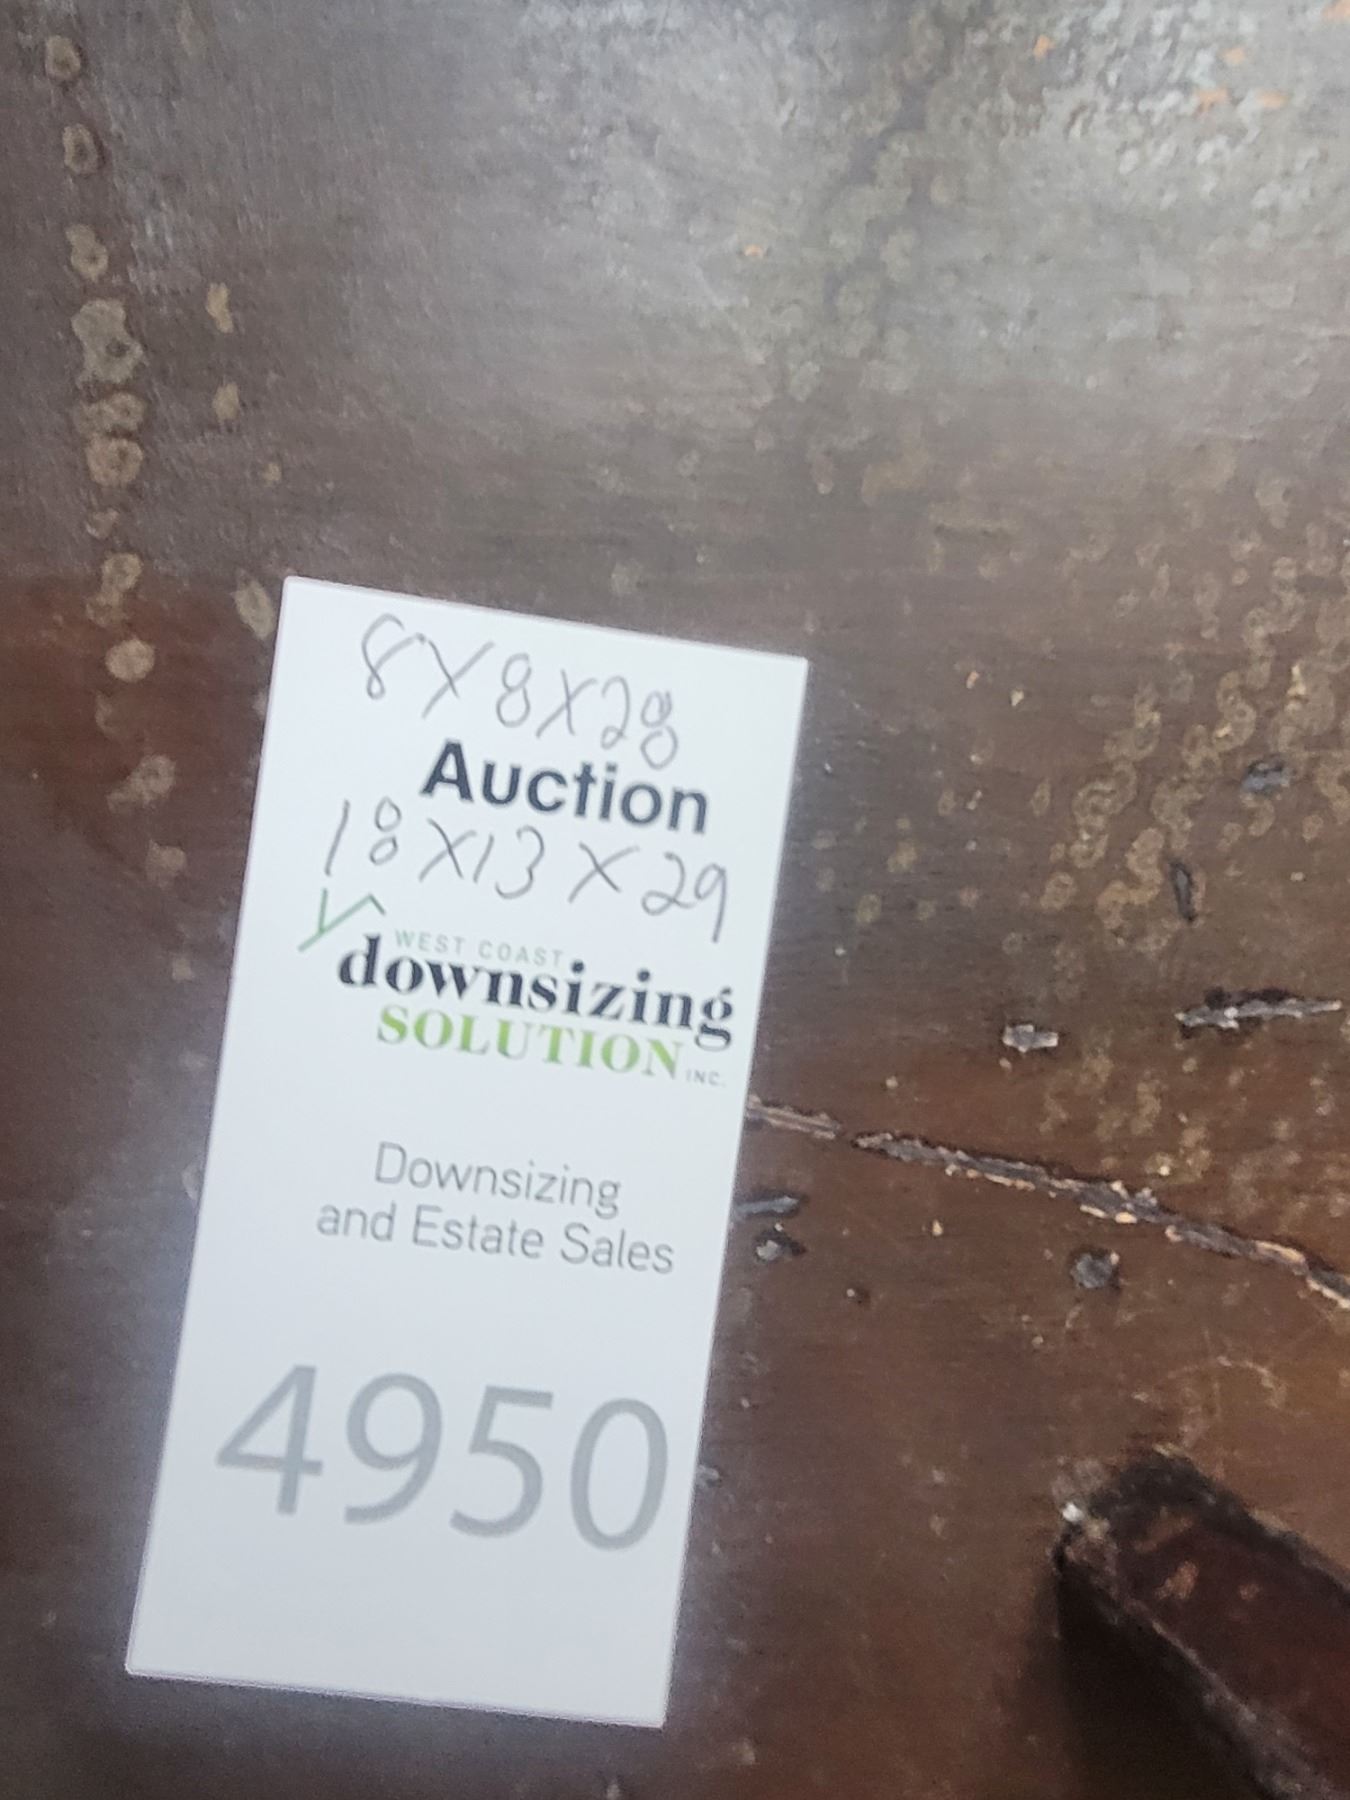 8X8X28
Auction
18X13X29
WEST COAST
downsizing
SOLUTION INC.
Downsizing
and Estate Sales
4950